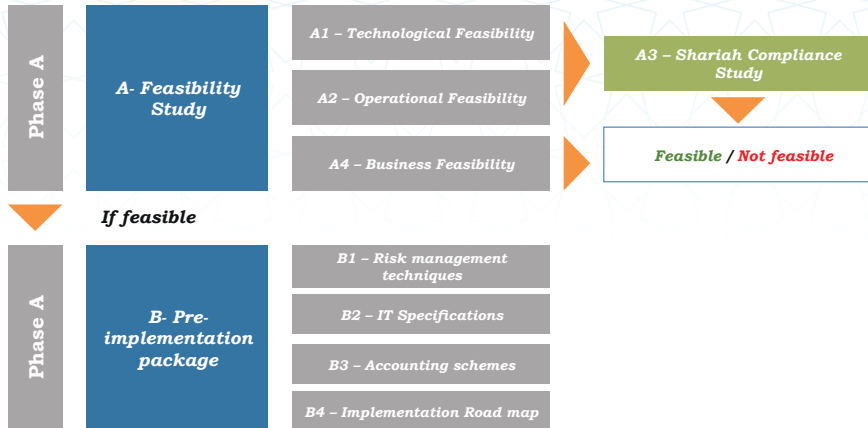 Phase A
A- Feasibility
Study
A1 – Technological Feasibility
A2 – Operational Feasibility
A4 – Business Feasibility
A3 – Shariah Compliance
Study
Feasible / Not feasible
If feasible
Phase A
B- Pre-
implementation
package
B1 – Risk management
techniques
B2 – IT Specifications
B3 – Accounting schemes
B4 – Implementation Road map